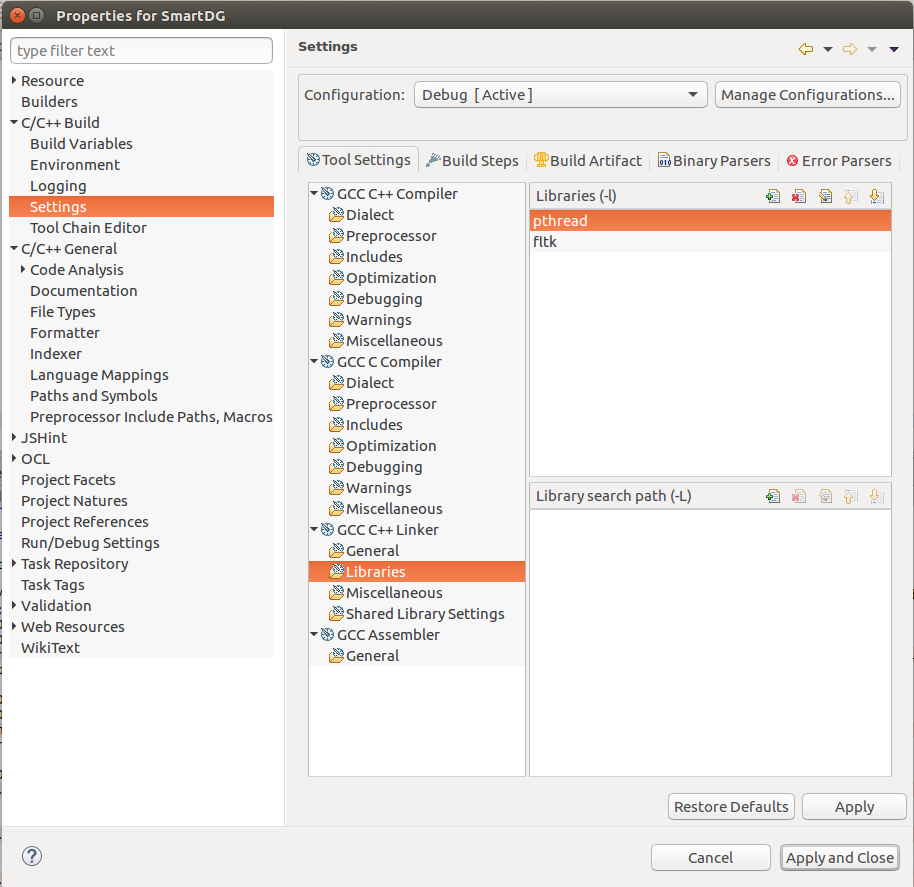 Properties for SmartDG
type filter text
Resource
Builders
C/C++ Build
Build Variables
Environment
Logging
Settings
Tool Chain Editor
C/C++ General
Code Analysis
Documentation
File Types
Formatter
Indexer
Language Mappings
Paths and Symbols
Preprocessor Include Paths, Macros
JSHint
OCL
Project Facets
Project Natures
Project References
Run/Debug Settings
Task Repository
Task Tags
Validation
Web Resources
WikiText
Settings
Configuration: Debug [ Active ] Manage Configurations...
Tool Settings Build Steps Build Artifact Binary Parsers Error Parsers
GCC C++ Compiler
Dialect
Preprocessor
Includes
Optimization
Debugging
Warnings
Miscellaneous
GCC C Compiler
Dialect
Preprocessor
Includes
Optimization
Debugging
Warnings
Miscellaneous
GCC C++ Linker
General
Libraries
Miscellaneous
Shared Library Settings
GCC Assembler
General
Libraries (-l)
pthread
fltk
Library search path (-L)
Restore Defaults Apply
Cancel Apply and Close